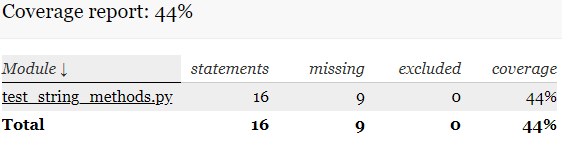 Coverage report: 44%
Module ↓ statements missing excluded coverage
test_string_methods.py 16 9 0 44%
Total 16 9 0 44%